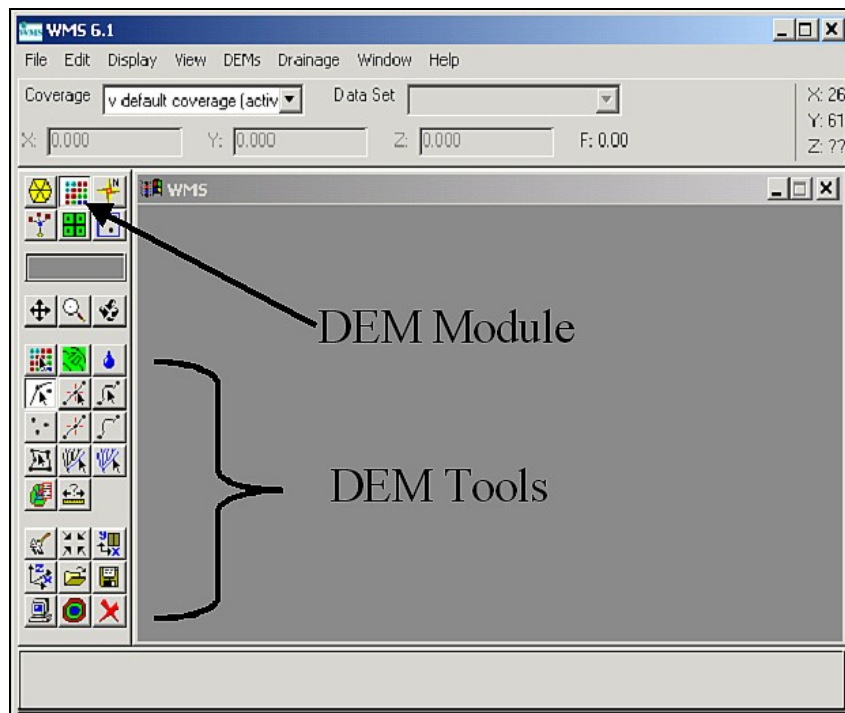 WMS 6.1
File Edit Display View DEMs Drainage Window Help
Coverage v default coverage (activ Data Set X: 26
Y: 61
X: 0.000 Y: 0.000 Z: 0.000 F: 0.00 Z: ??
WMS
DEM Module
DEM Tools